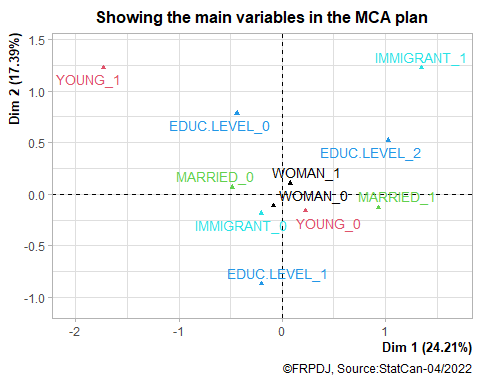 Showing the main variables in the MCA plan
Dim 2 (17.39%)
1.5
1.0
0.5
0.0
-0.5
-1.0
IMMIGRANT_1
YOUNG_1
EDUC.LEVEL_0
EDUC.LEVEL_2
WOMAN_1
MARRIED_0
WOMAN_0
MARRIED_1
IMMIGRANT_0
YOUNG_0
EDUC.LEVEL_1
-2
-1
0
1
Dim 1 (24.21%)
©FRPDJ, Source:StatCan-04/2022